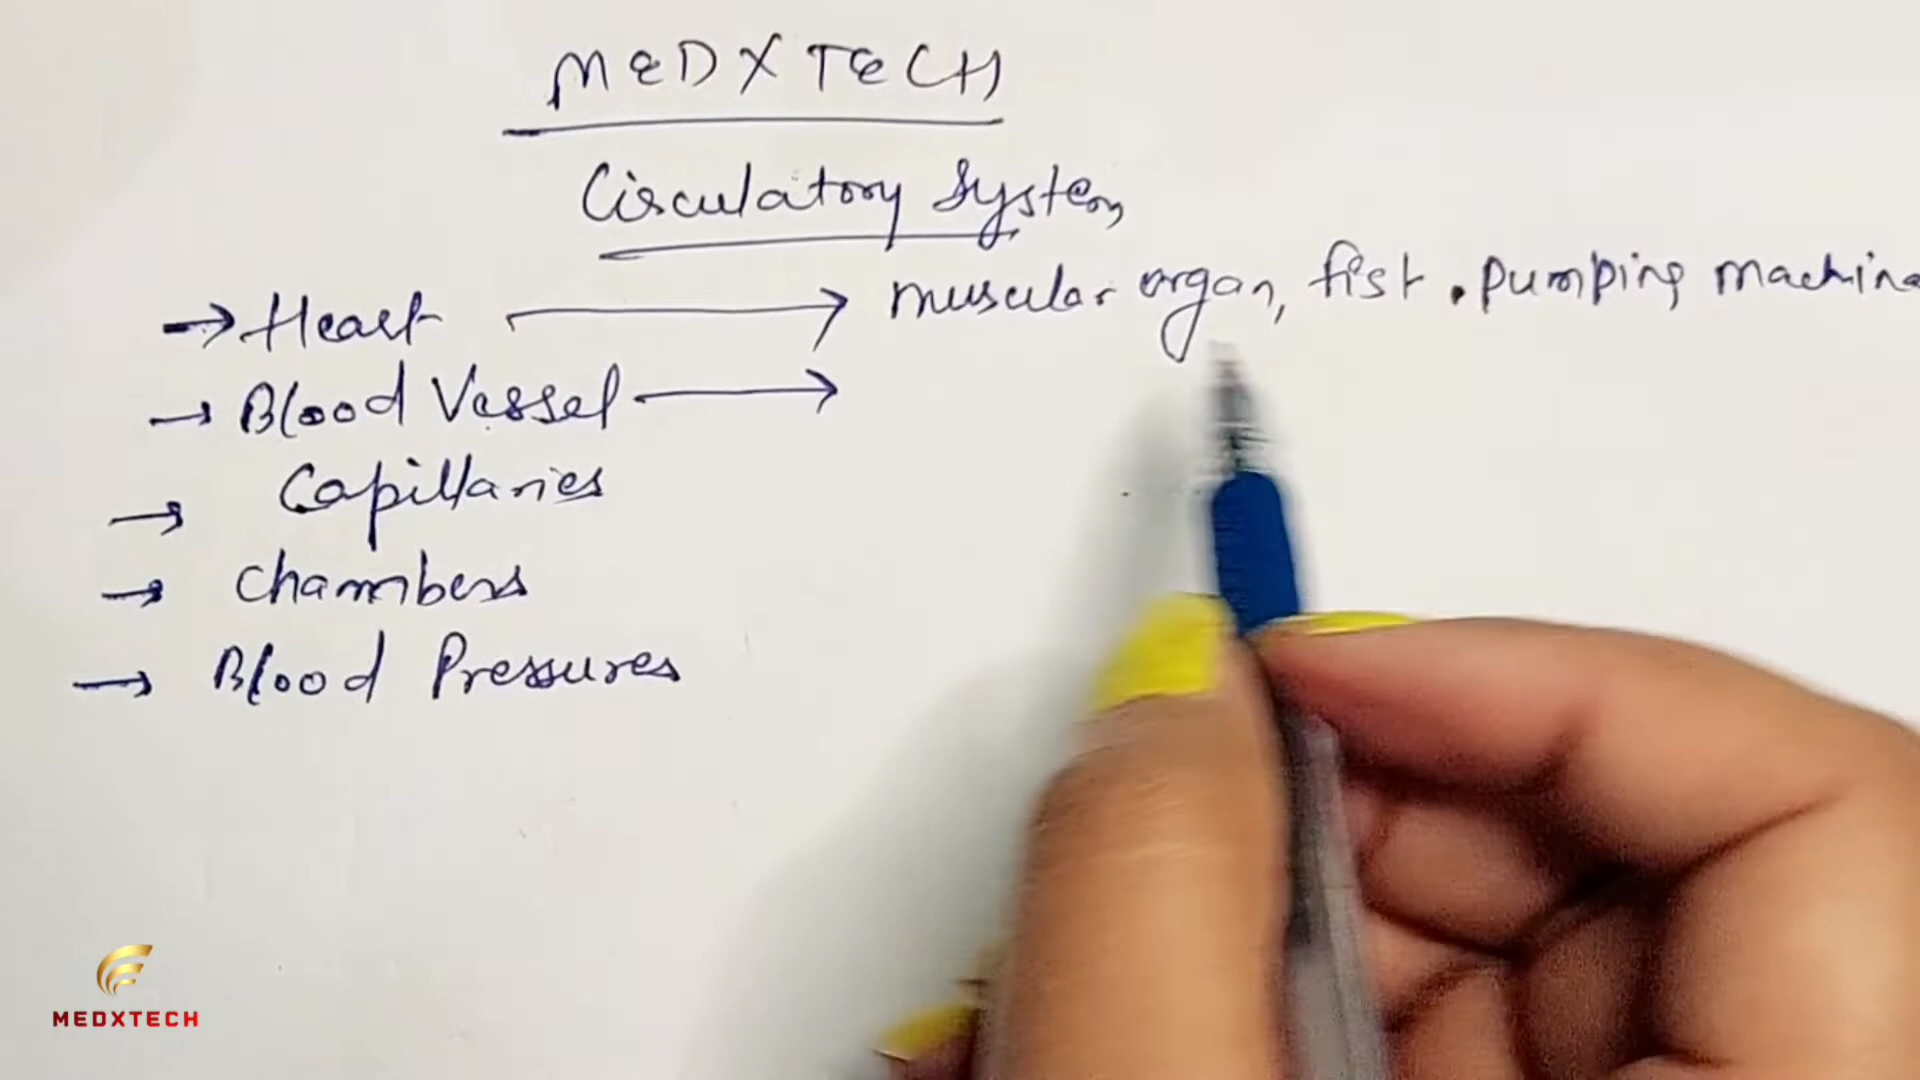 MEDXTECH
Circulatory System
→ Heart → muscular organ, fist . pumping machine
→ Blood Vessel →
→ Capillaries
→ Chambers
→ Blood Pressures
MEDXTECH